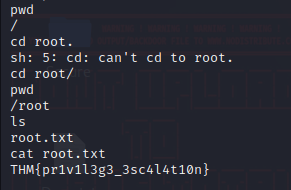 pwd
/
cd root.
sh: 5: cd: can't cd to root.
cd root/
pwd
/root
ls
root.txt
cat root.txt
THM{pr1v1l3g3_3sc4l4t10n}